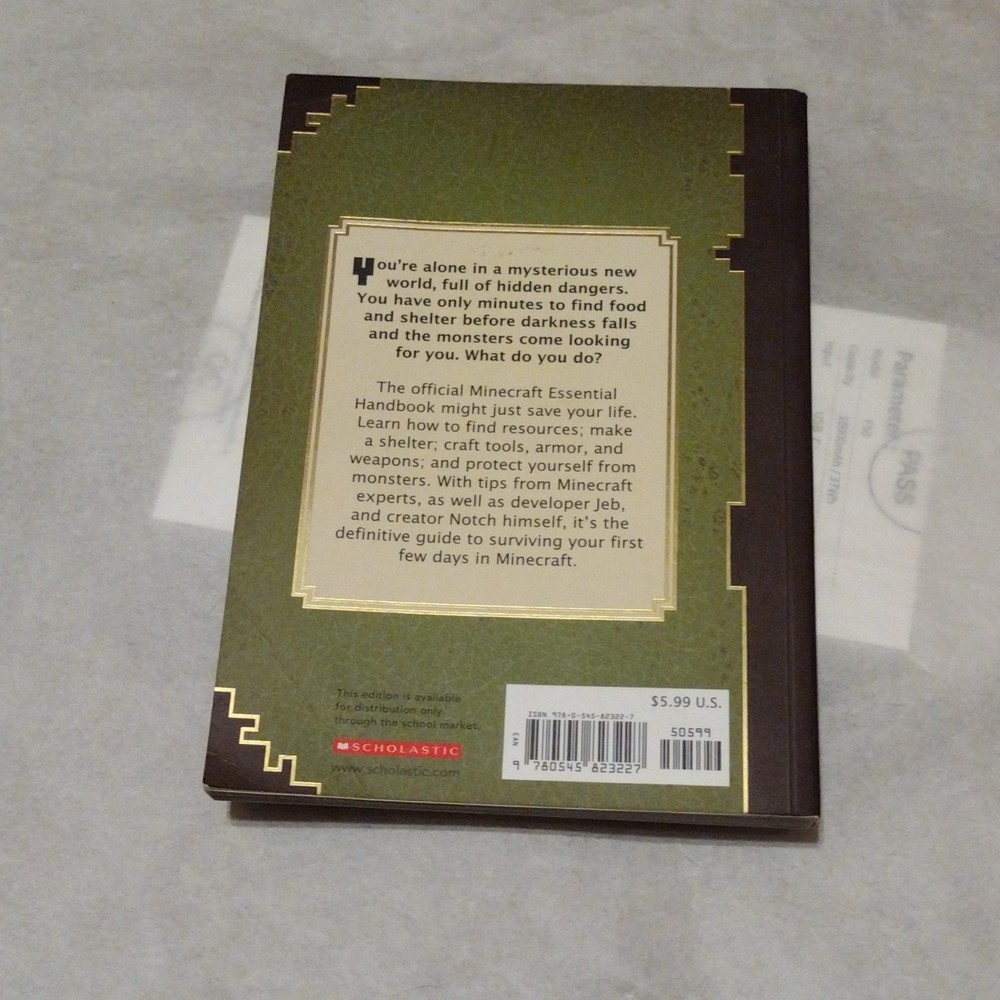 You're alone in a mysterious new
world, full of hidden dangers.
You have only minutes to find food
and shelter before darkness falls
and the monsters come looking
for you. What do you do?
The official Minecraft Essential
Handbook might just save your life.
Learn how to find resources; make
a shelter; craft tools, armor, and
weapons; and protect yourself from
monsters. With tips from Minecraft
experts, as well as developer Jeb,
and creator Notch himself, it's the
definitive guide to surviving your first
few days in Minecraft.
This edition is available
for distribution only
through the school market.
SCHOLASTIC
www.scholastic.com
$5.99 U.S.
ISBN 978-0-545-82322-7
50599
EAN
9 780545 823227
Parameter
PASS
Capacity